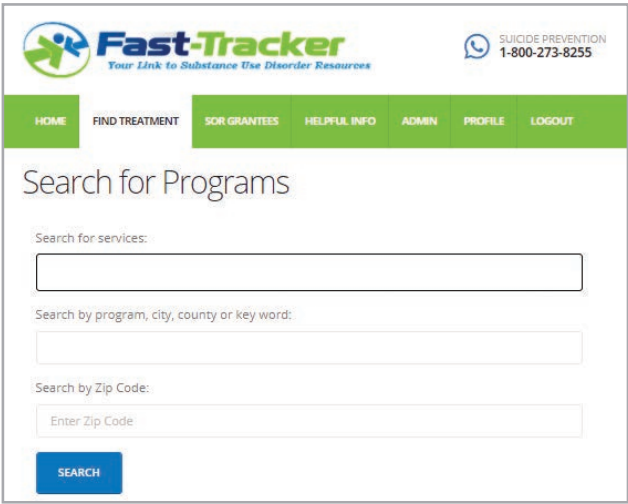 Fast-Tracker
Your Link to Substance Use Disorder Resources
SUICIDE PREVENTION
1-800-273-8255
HOME FIND TREATMENT SOR GRANTEES HELPFUL INFO ADMIN PROFILE LOGOUT
Search for Programs
Search for services:
Search by program, city, county or key word:
Search by Zip Code:
Enter Zip Code
SEARCH